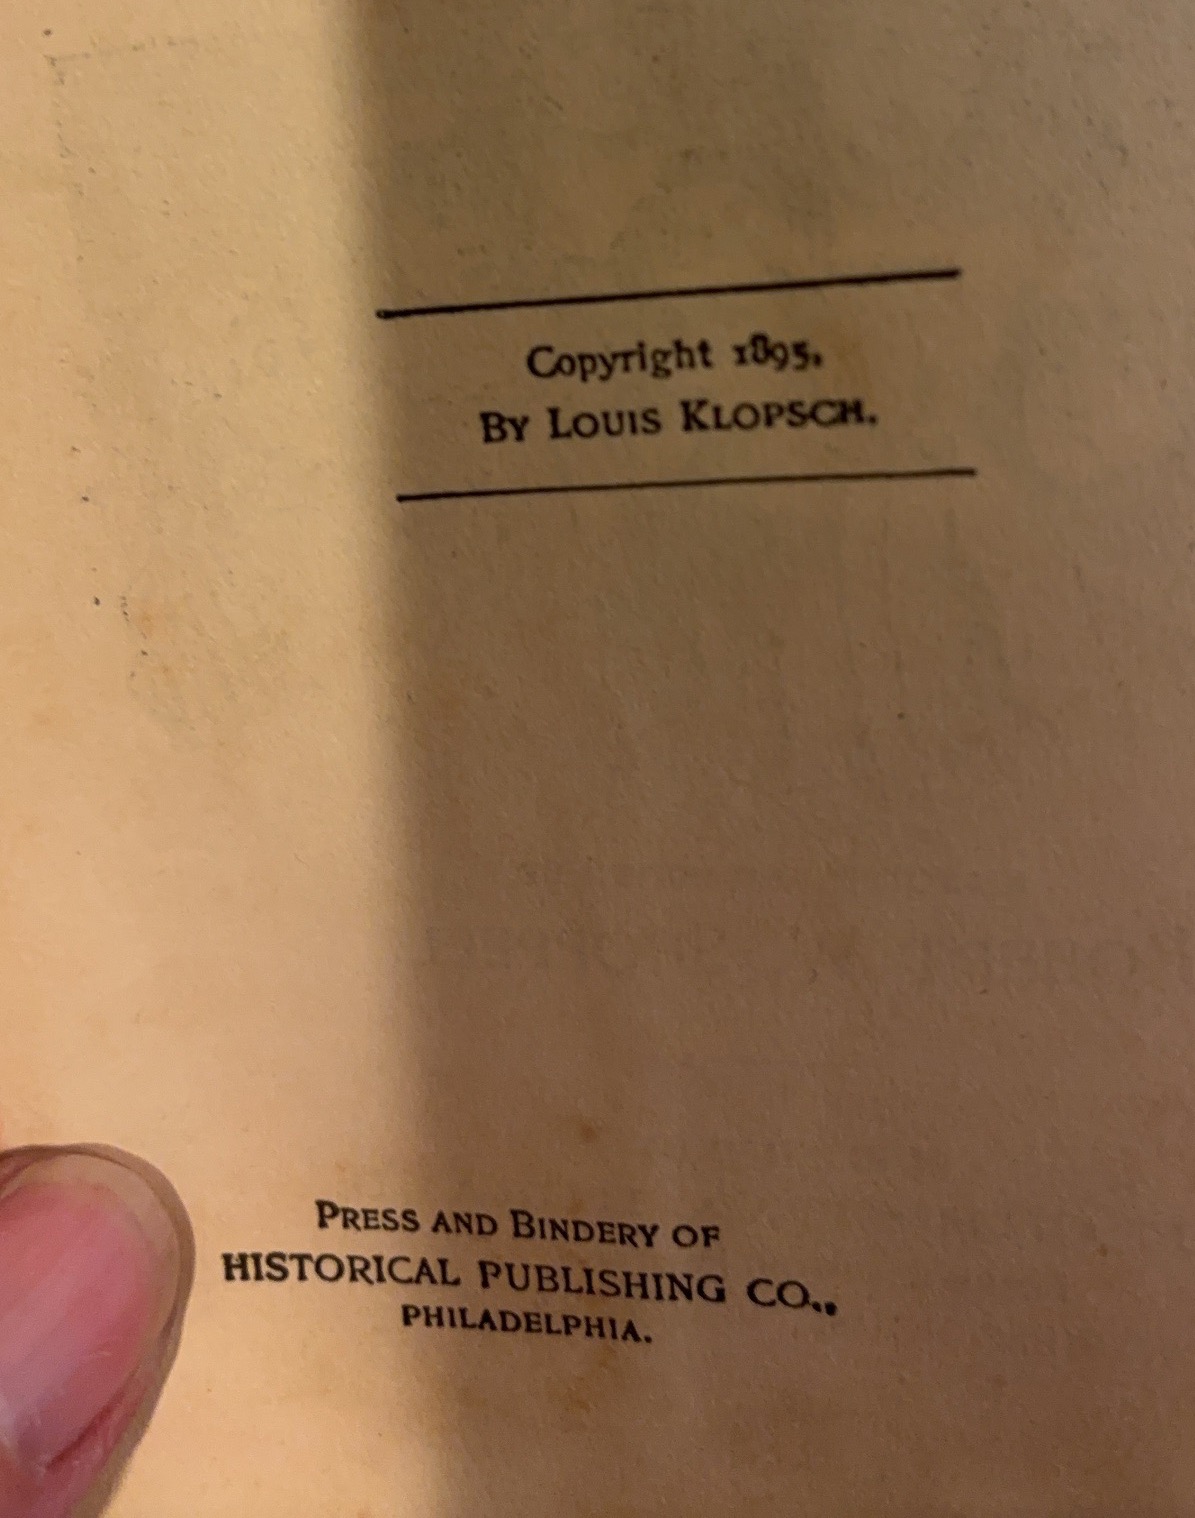 Copyright 1895.
By Louis Klopsch.
Press and Bindery of
HISTORICAL PUBLISHING CO.,
PHILADELPHIA.